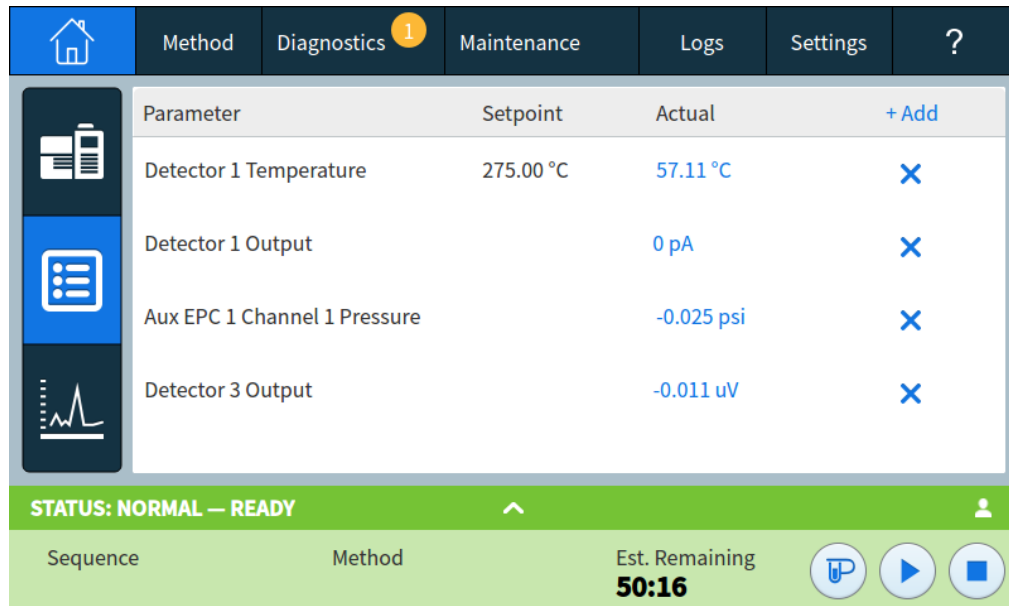 Method Diagnostics 1 Maintenance Logs Settings ?
Parameter Setpoint Actual + Add
Detector 1 Temperature 275.00 °C 57.11 °C
Detector 1 Output 0 pA
Aux EPC 1 Channel 1 Pressure -0.025 psi
Detector 3 Output -0.011 uV
STATUS: NORMAL — READY
Sequence Method Est. Remaining
50:16